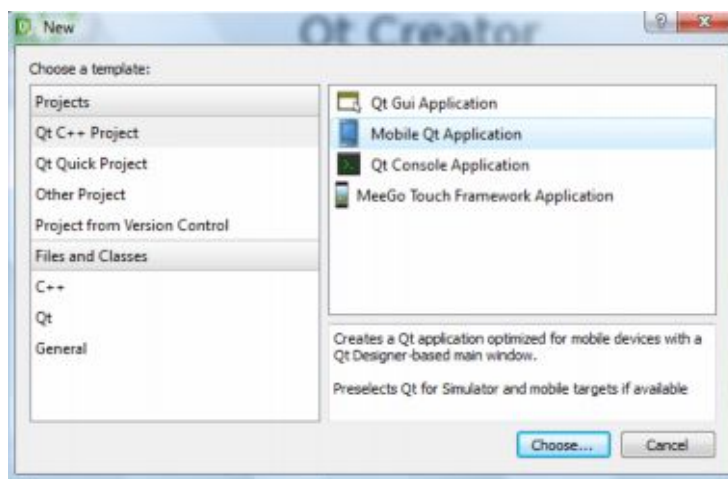 Qt Creator
New
Choose a template:
Projects
Qt C++ Project
Qt Quick Project
Other Project
Project from Version Control
Files and Classes
C++
Qt
General
Qt Gui Application
Mobile Qt Application
Qt Console Application
MeeGo Touch Framework Application
Creates a Qt application optimized for mobile devices with a
Qt Designer-based main window.
Preselects Qt for Simulator and mobile targets if available
Choose...
Cancel